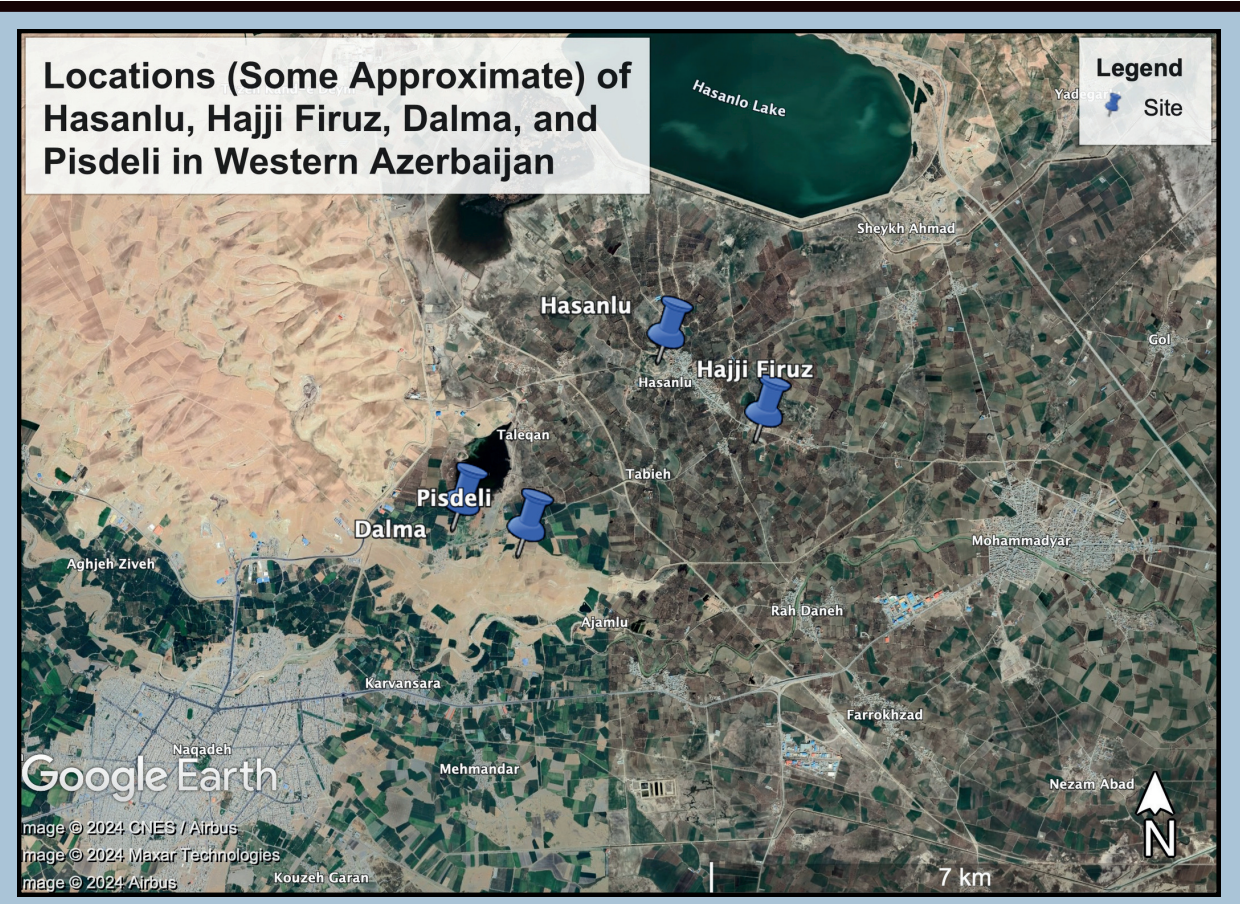 Locations (Some Approximate) of
Hasanlu, Hajji Firuz, Dalma, and
Pisdeli in Western Azerbaijan
Hasanlo Lake
Legend
Site
Sheykh Ahmad
Hasanlu
Gol
Hajji Firuz
Hasanlu
Taleqan
Tabieh
Pisdeli
Dalma
Mohammadyar
Aghjeh Ziveh
Rah Daneh
Ajamlu
Karvansara
Farrokhzad
Naqadeh
Google Earth
Mehmandar
Nezam Abad
mage © 2024 CNES / Airbus
N
mage © 2024 Maxar Technologies
mage © 2024 Airbus
Kouzeh Garan
7 km